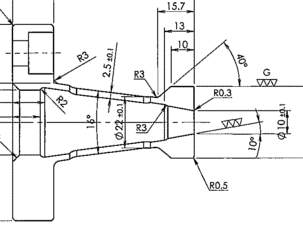 15.7
13
10
R3
2.5 ±0.1
R3
40°
G
R2
R0.3
16°
Ø22 ±0.1
R3
10°
Ø10 ±0.1
R0.5